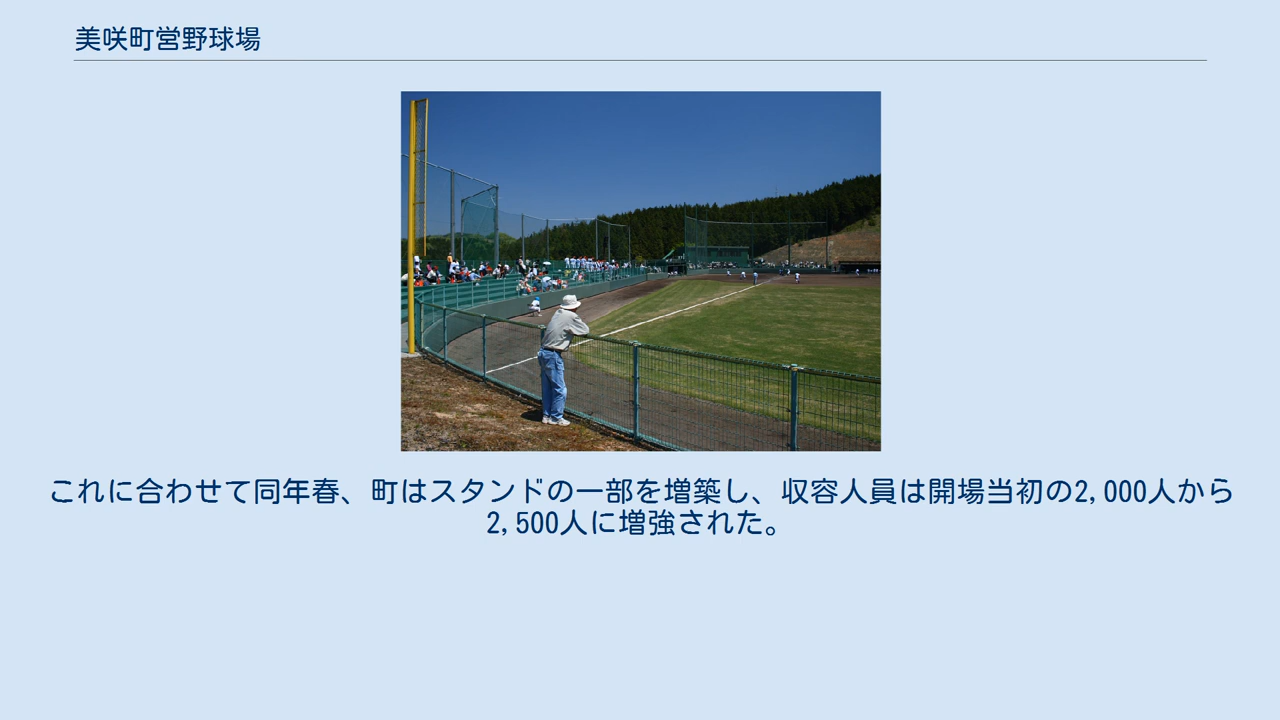 美咲町営野球場
これに合わせて同年春、町はスタンドの一部を増築し、収容人員は開場当初の2,000人から
2,500人に増強された。